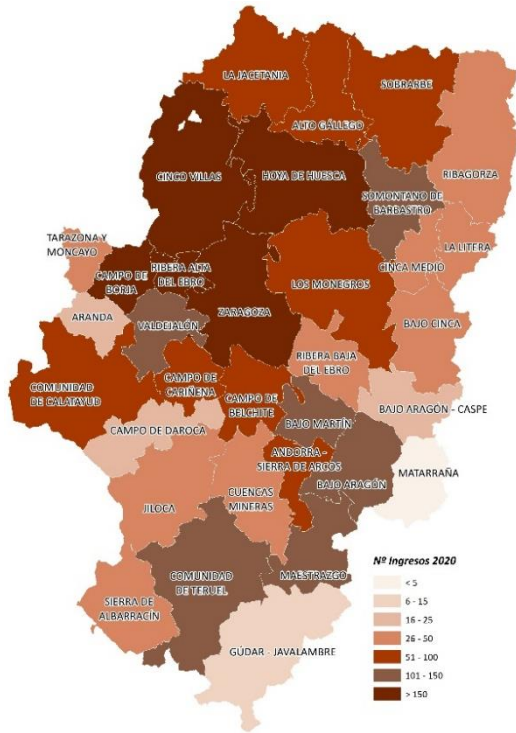 LA JACETANIA
SOBRARBE
ALTO GÁLLEGO
CINCO VILLAS
HOYA DE HUESCA
RIBAGORZA
SOMONTANO DE
BARBASTRO
TARAZONA Y
MONCAYO
LA LITERA
CINCA MEDIO
CAMPO DE
BORJA
RIBERA ALTA
DEL EBRO
LOS MONEGROS
ARANDA
ZARAGOZA
VALDEJALÓN
BAJO CINCA
RIBERA BAJA
DEL EBRO
COMUNIDAD
DE CALATAYUD
CAMPO DE
CARIÑENA
CAMPO DE
BELCHITE
BAJO ARAGÓN - CASPE
CAMPO DE DAROCA
BAJO MARTÍN
ANDORRA -
SIERRA DE ARCOS
MATARRAÑA
BAJO ARAGÓN
JILOCA
CUENCAS
MINERAS
COMUNIDAD
DE TERUEL
MAESTRAZGO
SIERRA DE
ALBARRACÍN
GÚDAR - JAVALAMBRE
Nº Ingresos 2020
< 5
6 - 15
16 - 25
26 - 50
51 - 100
101 - 150
> 150